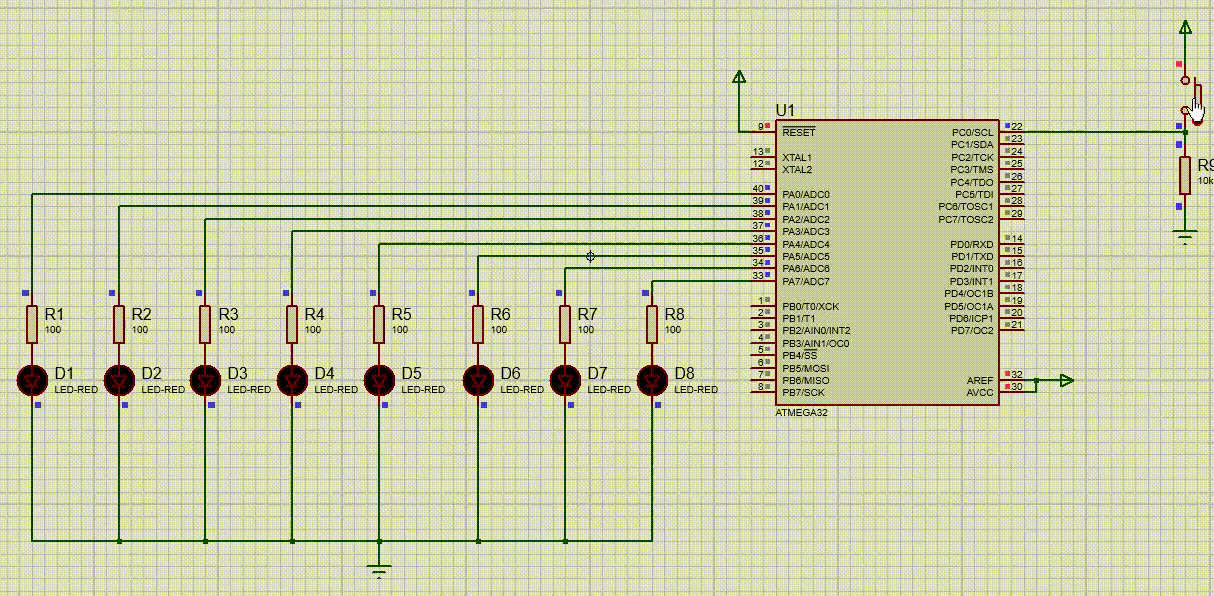 U1
9
RESET
13
XTAL1
12
XTAL2
40
PA0/ADC0
39
PA1/ADC1
38
PA2/ADC2
37
PA3/ADC3
36
PA4/ADC4
35
PA5/ADC5
34
PA6/ADC6
33
PA7/ADC7
1
PB0/T0/XCK
2
PB1/T1
3
PB2/AIN0/INT2
4
PB3/AIN1/OC0
5
PB4/SS
6
PB5/MOSI
7
PB6/MISO
8
PB7/SCK
PC0/SCL
22
PC1/SDA
23
PC2/TCK
24
PC3/TMS
25
PC4/TDO
26
PC5/TDI
27
PC6/TOSC1
28
PC7/TOSC2
29
PD0/RXD
14
PD1/TXD
15
PD2/INT0
16
PD3/INT1
17
PD4/OC1B
18
PD5/OC1A
19
PD6/ICP1
20
PD7/OC2
21
AREF
32
AVCC
30
ATMEGA32
R9
10k
R1
100
R2
100
R3
100
R4
100
R5
100
R6
100
R7
100
R8
100
D1
LED-RED
D2
LED-RED
D3
LED-RED
D4
LED-RED
D5
LED-RED
D6
LED-RED
D7
LED-RED
D8
LED-RED